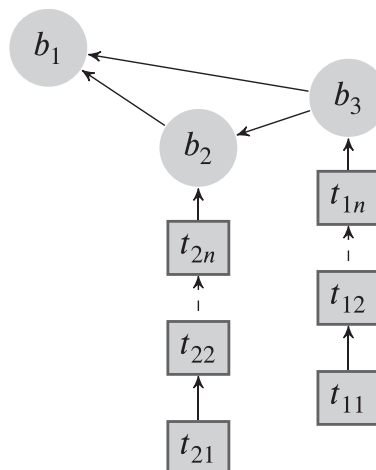 b₁
b₃
b₂
t₁ₙ
t₂ₙ
t₁₂
t₂₂
t₁₁
t₂₁